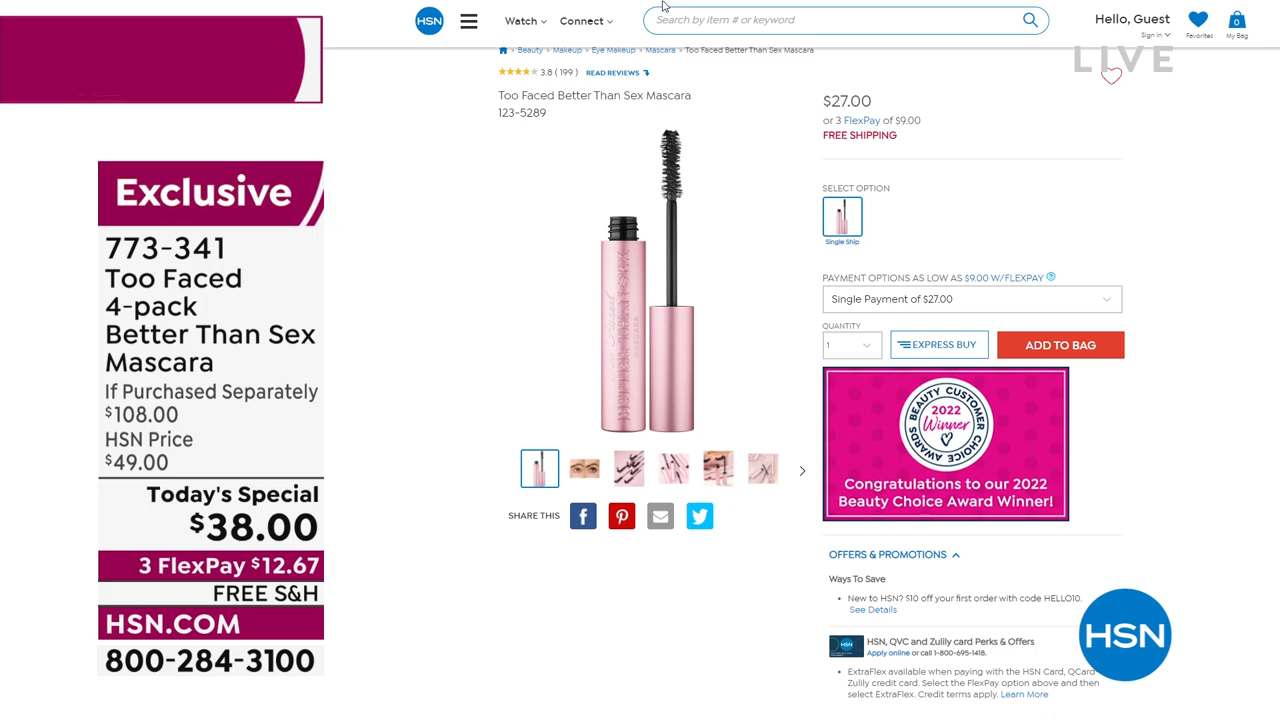 HSN
Watch
Connect
Search by item # or keyword
Hello, Guest
Sign in
Favorites
0
My Bag
LIVE
Beauty > Makeup > Eye Makeup > Mascara > Too Faced Better Than Sex Mascara
3.8 ( 199 ) READ REVIEWS
Too Faced Better Than Sex Mascara
123-5289
$27.00
or 3 FlexPay of $9.00
FREE SHIPPING
SELECT OPTION
Single Ship
PAYMENT OPTIONS AS LOW AS $9.00 W/FLEXPAY
Single Payment of $27.00
QUANTITY
1
EXPRESS BUY
ADD TO BAG
BEAUTY CUSTOMER CHOICE AWARDS
2022
Winner
Congratulations to our 2022
Beauty Choice Award Winner!
SHARE THIS
OFFERS & PROMOTIONS
Ways To Save
• New to HSN? $10 off your first order with code HELLO10.
See Details
HSN, QVC and Zulily card Perks & Offers
Apply online or call 1-800-695-1418.
• ExtraFlex available when paying with the HSN Card, QCard
Zulily credit card. Select the FlexPay option above and then
select ExtraFlex. Credit terms apply. Learn More
HSN
Exclusive
773-341
Too Faced
4-pack
Better Than Sex
Mascara
If Purchased Separately
$108.00
HSN Price
$49.00
Today's Special
$38.00
3 FlexPay $12.67
FREE S&H
HSN.COM
800-284-3100